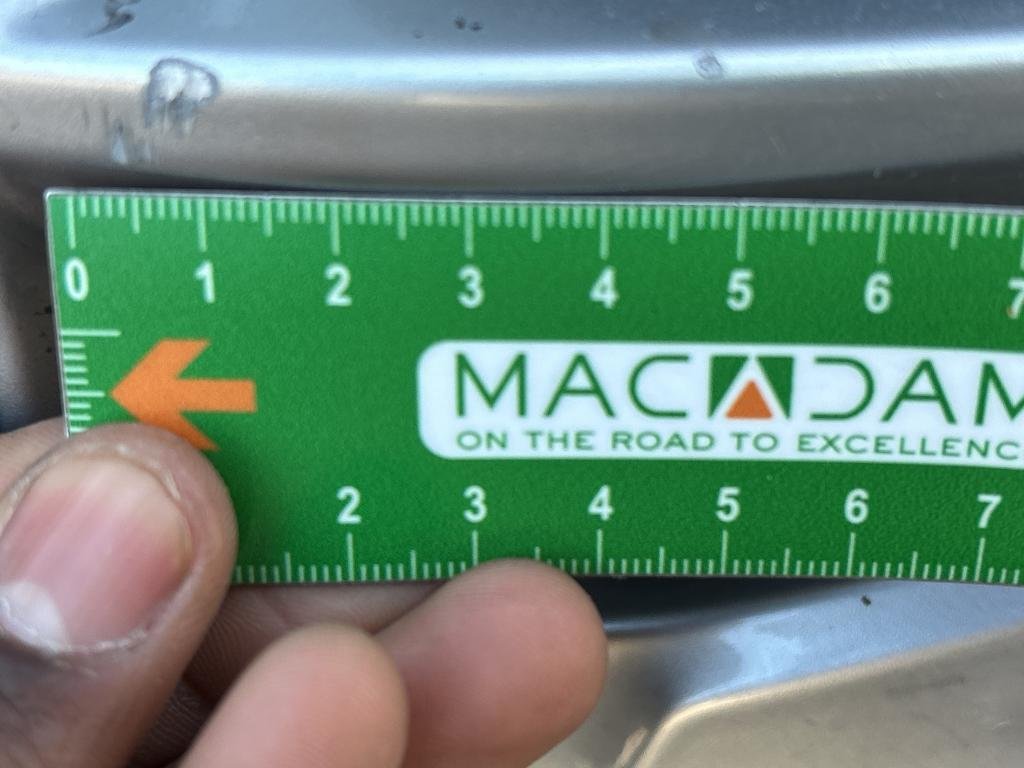 0 1 2 3 4 5 6 7
MACADAM
ON THE ROAD TO EXCELLENC
2 3 4 5 6 7